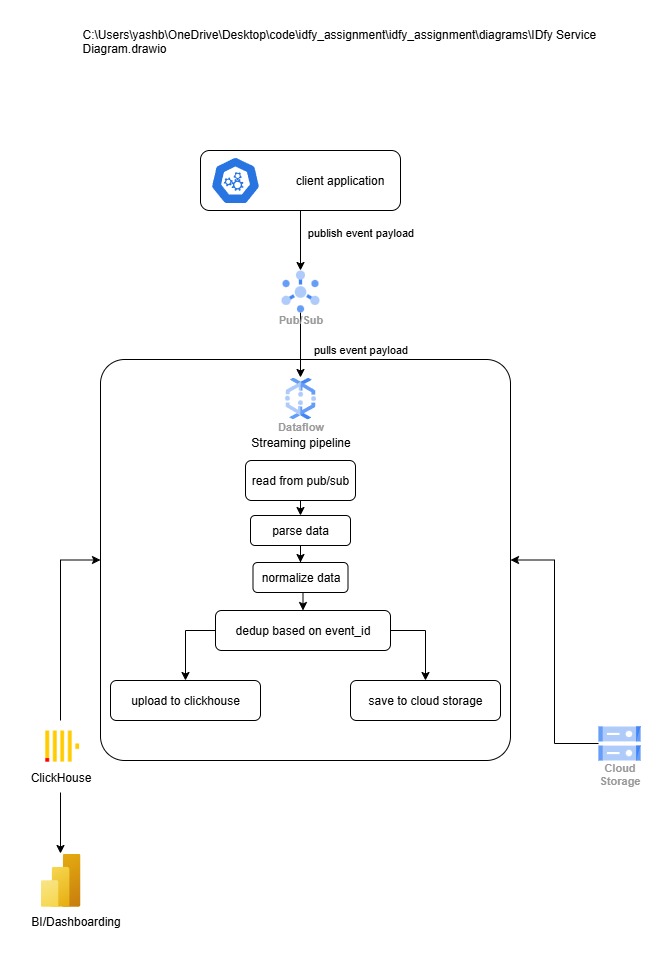 C:\Users\yashb\OneDrive\Desktop\code\idfy_assignment\idfy_assignment\diagrams\IDfy Service
Diagram.drawio
client application
publish event payload
Pub/Sub
pulls event payload
Dataflow
Streaming pipeline
read from pub/sub
parse data
normalize data
dedup based on event_id
upload to clickhouse
save to cloud storage
ClickHouse
Cloud
Storage
BI/Dashboarding